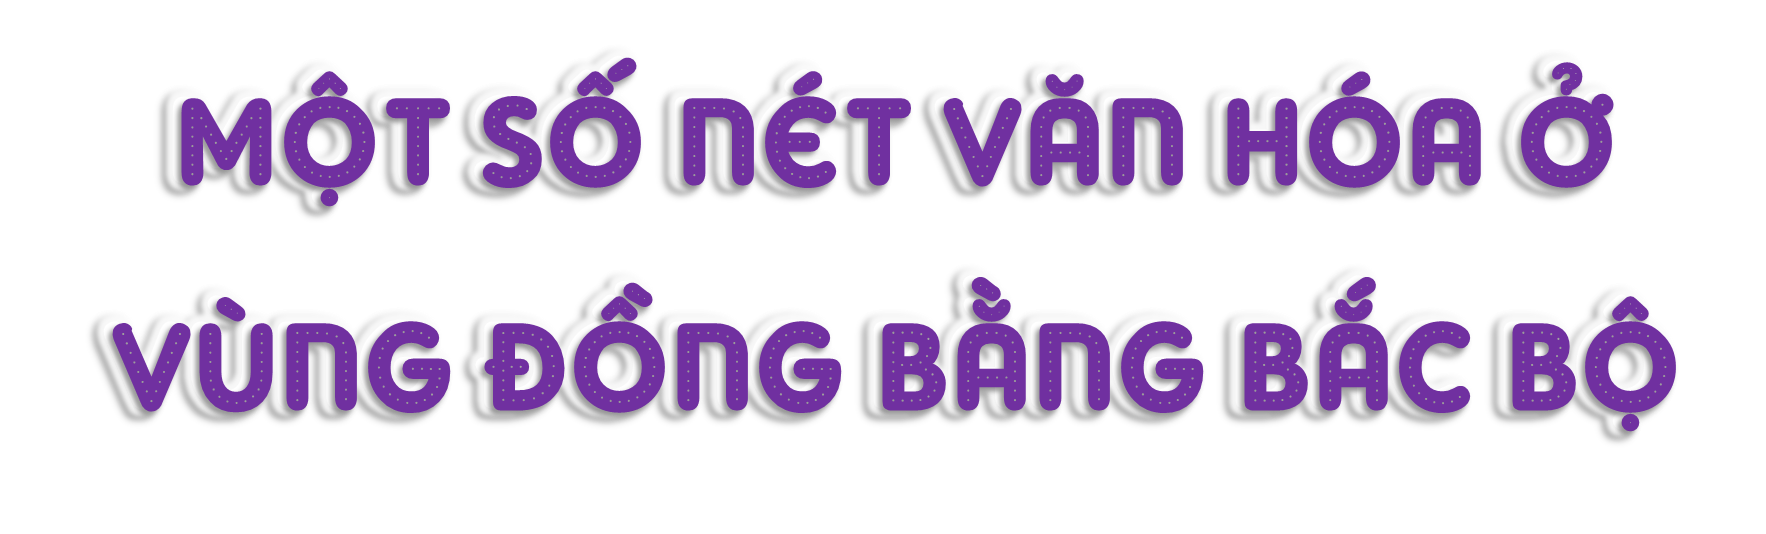 MỘT SỐ NÉT VĂN HÓA Ở
VÙNG ĐỒNG BẰNG BẮC BỘ